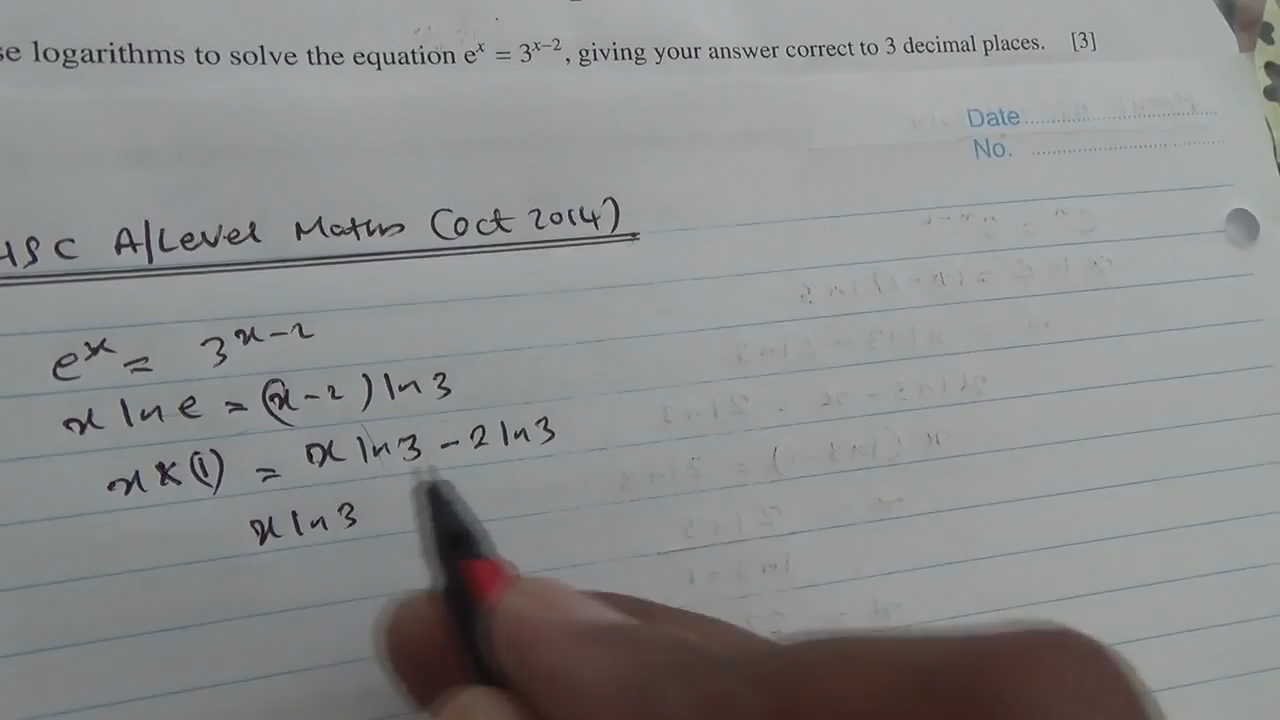 logarithms to solve the equation eˣ = 3ˣ⁻², giving your answer correct to 3 decimal places. [3]
Date
No.
A/Level Maths (Oct 2014)
eˣ = 3ˣ⁻²
x ln e = (x-2) ln 3
x × (1) = x ln 3 - 2 ln 3
x ln 3